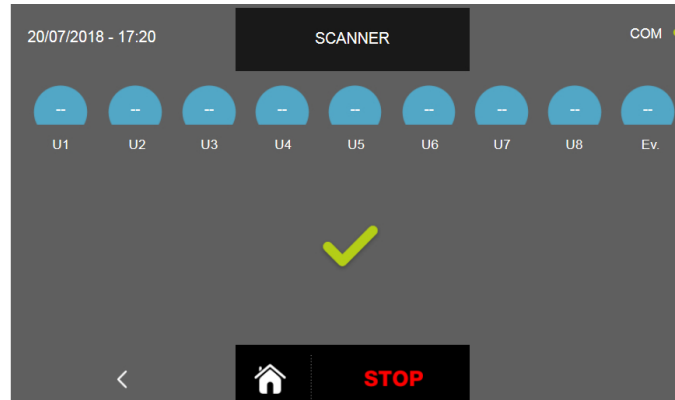 20/07/2018 - 17:20
SCANNER
COM
-- -- -- -- -- -- -- -- --
U1 U2 U3 U4 U5 U6 U7 U8 Ev.
STOP